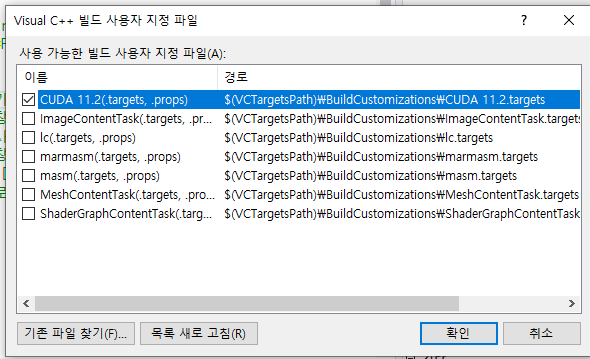 Visual C++ 빌드 사용자 지정 파일
사용 가능한 빌드 사용자 지정 파일(A):
이름 경로
CUDA 11.2(.targets, .props) $(VCTargetsPath)₩BuildCustomizations₩CUDA 11.2.targets
ImageContentTask(.targets, .pr... $(VCTargetsPath)₩BuildCustomizations₩ImageContentTask.targets
lc(.targets, .props) $(VCTargetsPath)₩BuildCustomizations₩lc.targets
marmasm(.targets, .props) $(VCTargetsPath)₩BuildCustomizations₩marmasm.targets
masm(.targets, .props) $(VCTargetsPath)₩BuildCustomizations₩masm.targets
MeshContentTask(.targets, .pro... $(VCTargetsPath)₩BuildCustomizations₩MeshContentTask.targets
ShaderGraphContentTask(.targ... $(VCTargetsPath)₩BuildCustomizations₩ShaderGraphContentTask
기존 파일 찾기(F)... 목록 새로 고침(R) 확인 취소